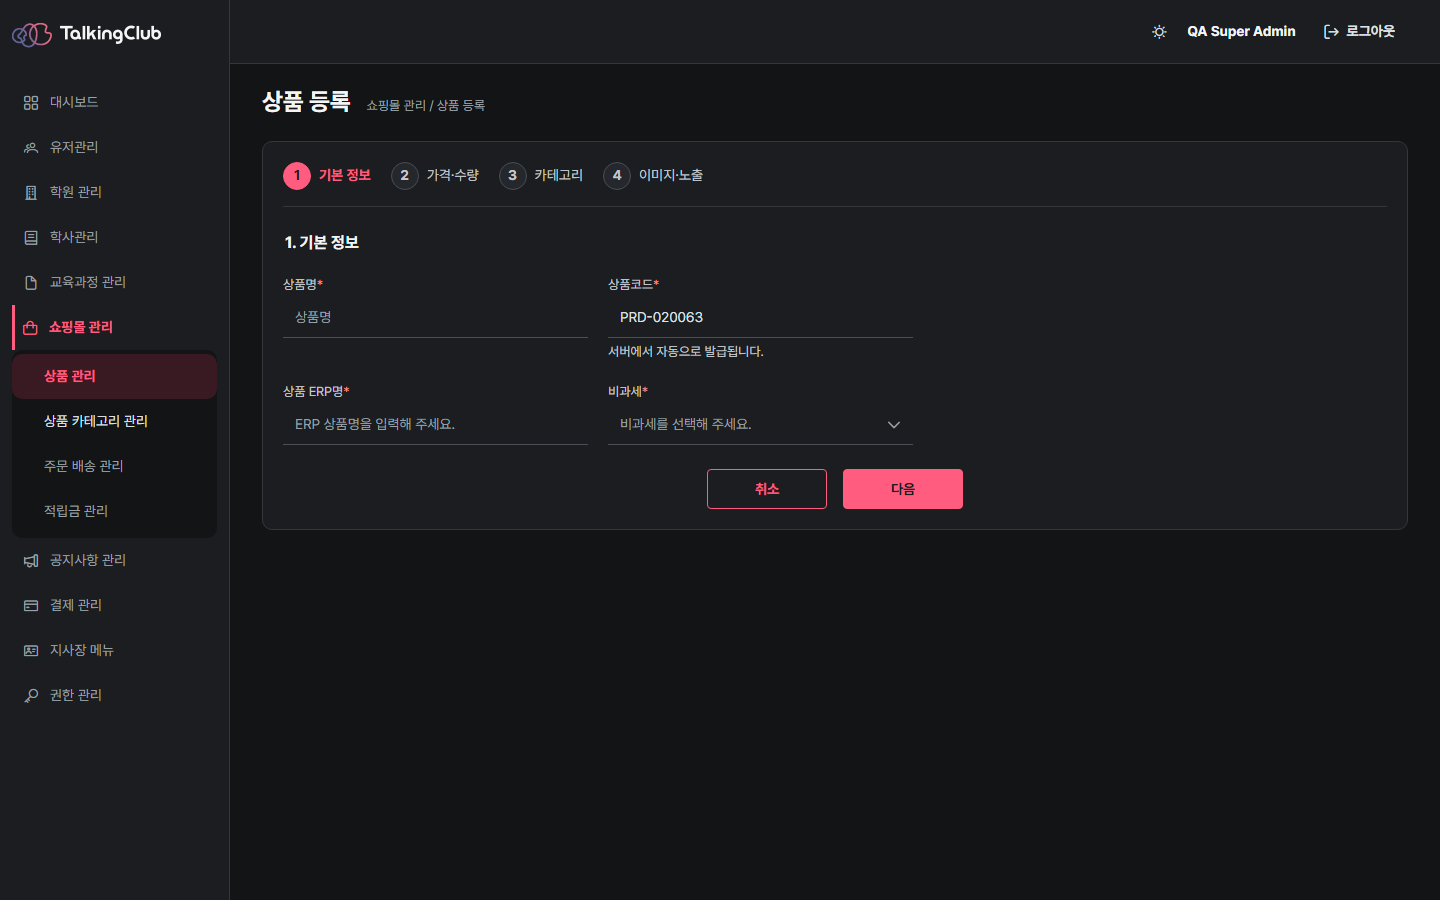 TalkingClub
QA Super Admin
로그아웃
대시보드
유저관리
학원 관리
학사관리
교육과정 관리
쇼핑몰 관리
상품 관리
상품 카테고리 관리
주문 배송 관리
적립금 관리
공지사항 관리
결제 관리
지사장 메뉴
권한 관리
상품 등록
쇼핑몰 관리 / 상품 등록
1 기본 정보
2 가격·수량
3 카테고리
4 이미지·노출
1. 기본 정보
상품명*
상품명
상품코드*
PRD-020063
서버에서 자동으로 발급됩니다.
상품 ERP명*
ERP 상품명을 입력해 주세요.
비과세*
비과세를 선택해 주세요.
취소
다음